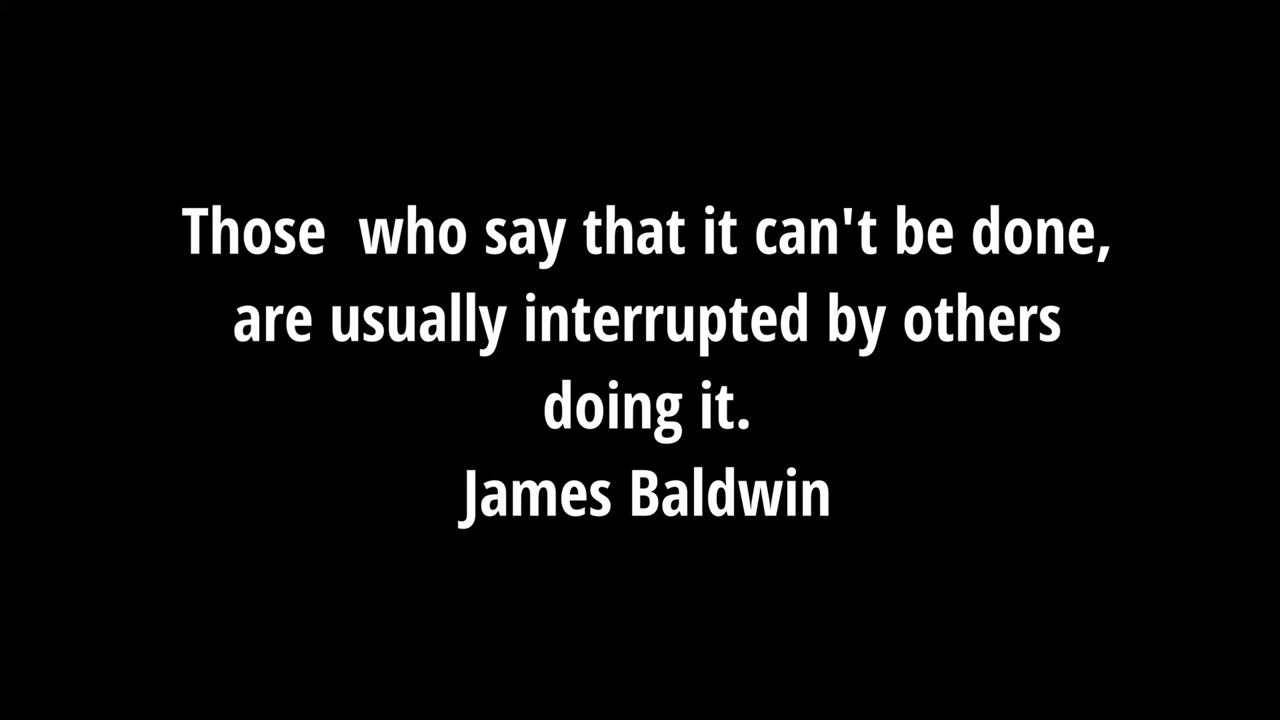 Those  who say that it can't be done,
are usually interrupted by others
doing it.
James Baldwin